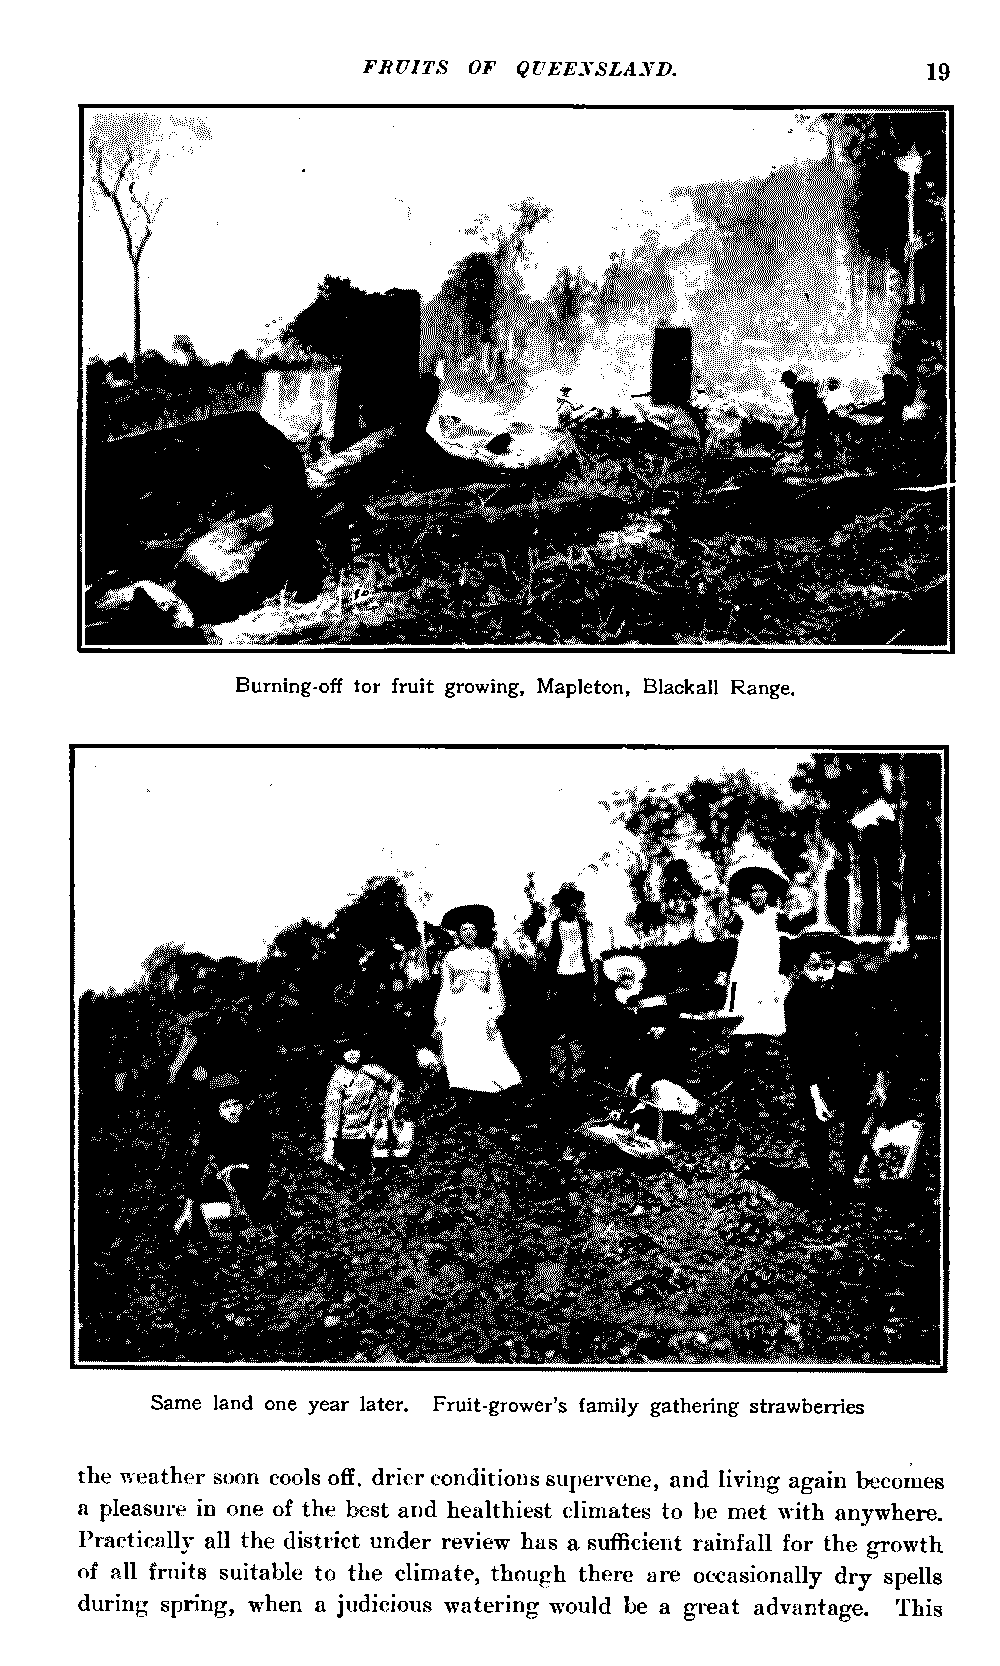 FRUITS OF QUEENSLAND. 19
Burning-off for fruit growing, Mapleton, Blackall Range.
Same land one year later. Fruit-grower's family gathering strawberries
the weather soon cools off, drier conditions supervene, and living again becomes
a pleasure in one of the best and healthiest climates to be met with anywhere.
Practically all the district under review has a sufficient rainfall for the growth
of all fruits suitable to the climate, though there are occasionally dry spells
during spring, when a judicious watering would be a great advantage. This